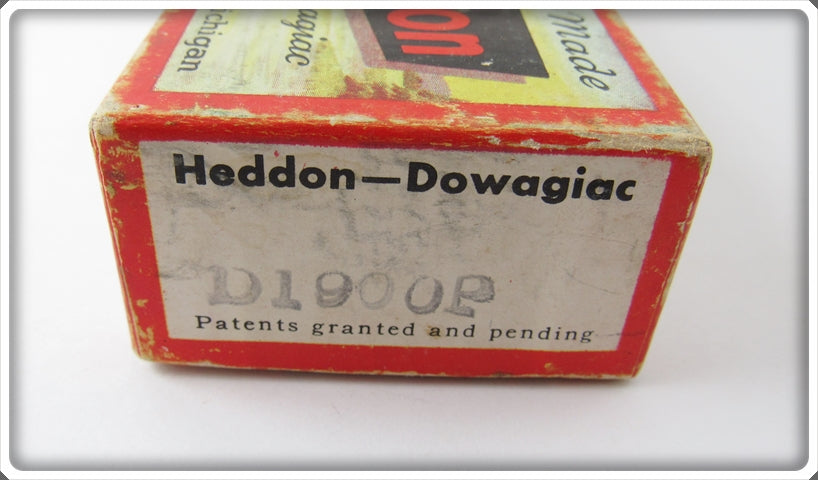 made
on
agiac
ichigan
Heddon—Dowagiac
D1900P
Patents granted and pending